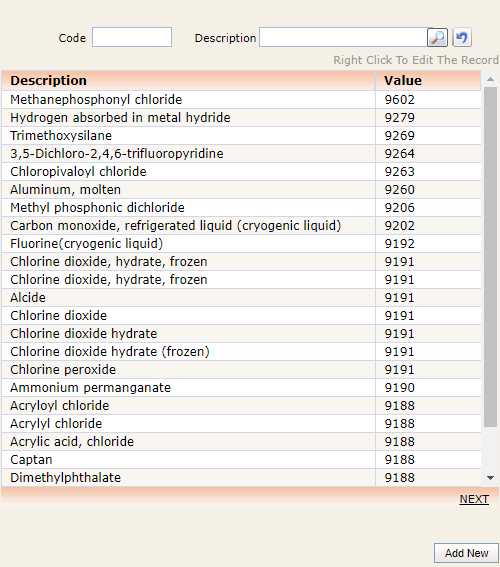 Code Description
Right Click To Edit The Record
Description Value
Methanephosphonyl chloride 9602
Hydrogen absorbed in metal hydride 9279
Trimethoxysilane 9269
3,5-Dichloro-2,4,6-trifluoropyridine 9264
Chloropivaloyl chloride 9263
Aluminum, molten 9260
Methyl phosphonic dichloride 9206
Carbon monoxide, refrigerated liquid (cryogenic liquid) 9202
Fluorine(cryogenic liquid) 9192
Chlorine dioxide, hydrate, frozen 9191
Chlorine dioxide, hydrate, frozen 9191
Alcide 9191
Chlorine dioxide 9191
Chlorine dioxide hydrate 9191
Chlorine dioxide hydrate (frozen) 9191
Chlorine peroxide 9191
Ammonium permanganate 9190
Acryloyl chloride 9188
Acrylyl chloride 9188
Acrylic acid, chloride 9188
Captan 9188
Dimethylphthalate 9188
NEXT
Add New